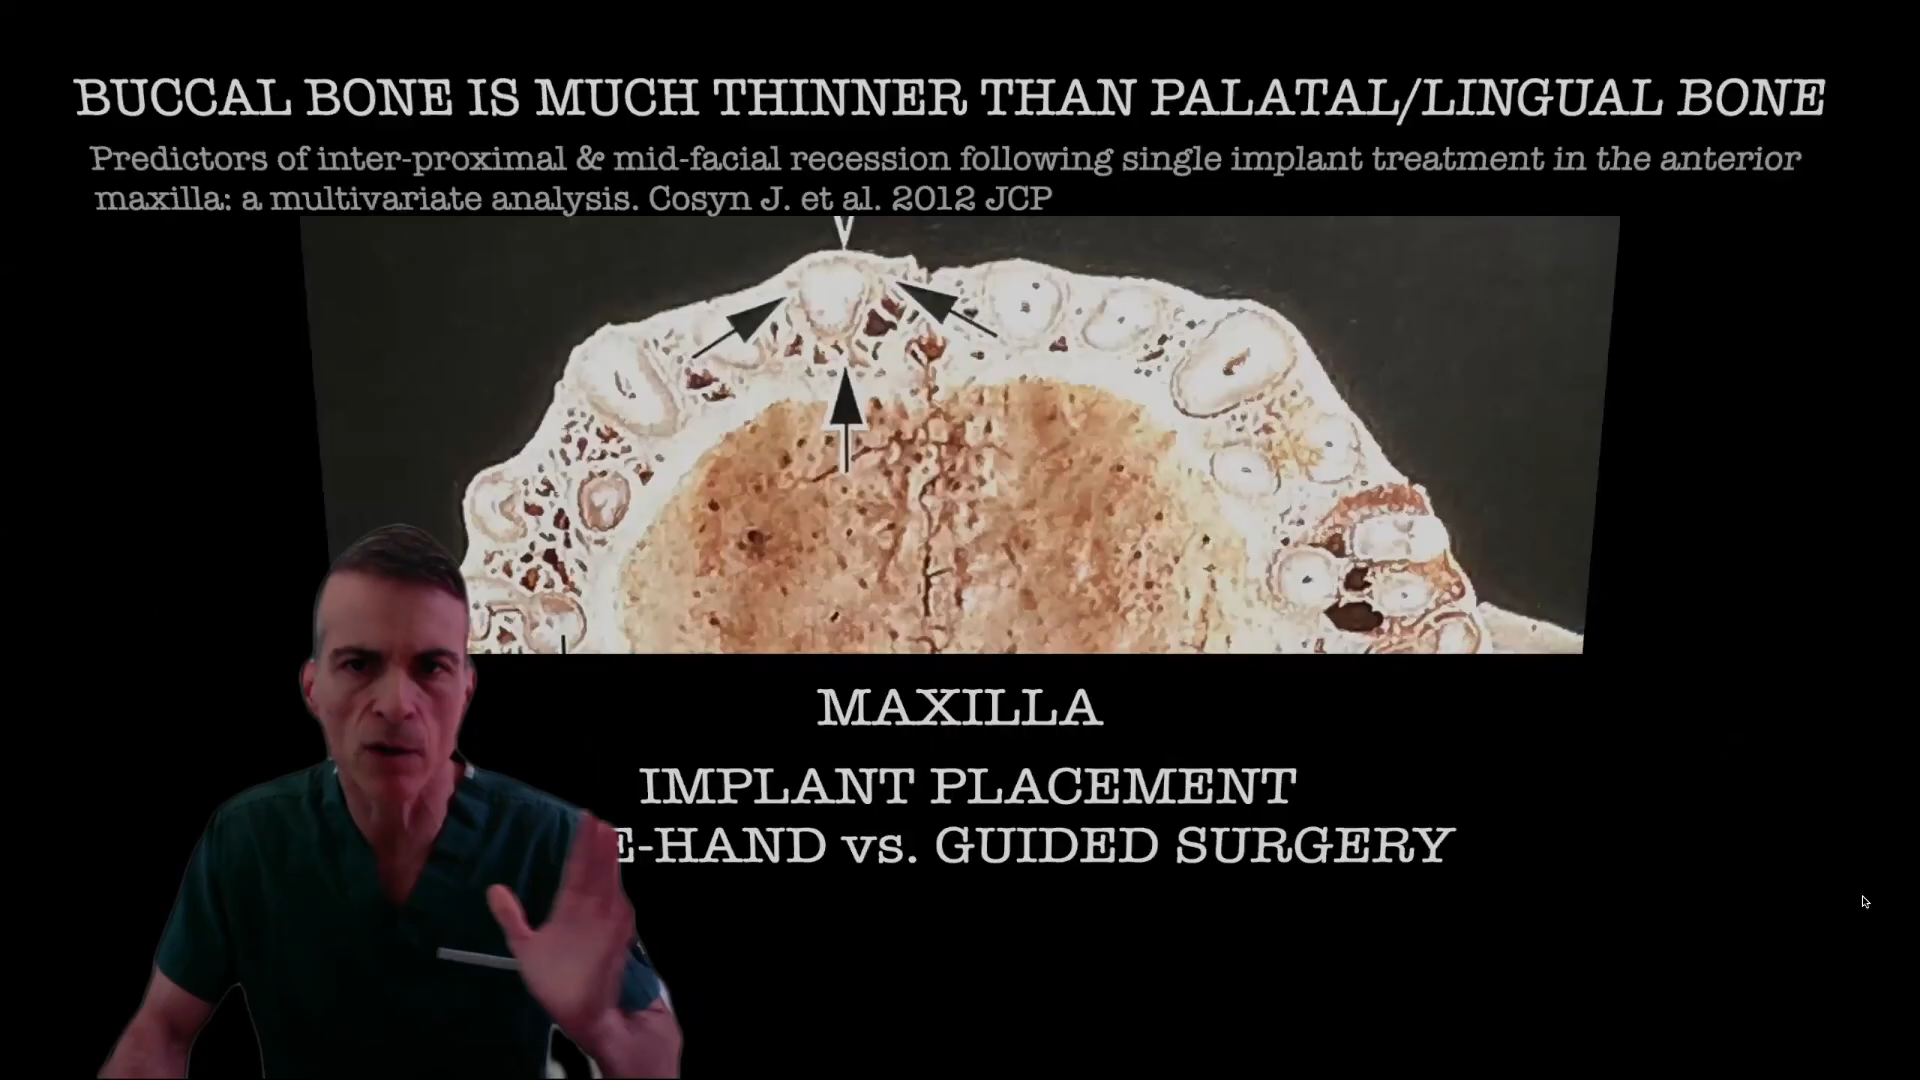 BUCCAL BONE IS MUCH THINNER THAN PALATAL/LINGUAL BONE
Predictors of inter-proximal & mid-facial recession following single implant treatment in the anterior
maxilla: a multivariate analysis. Cosyn J. et al. 2012 JCP
MAXILLA
IMPLANT PLACEMENT
E-HAND vs. GUIDED SURGERY